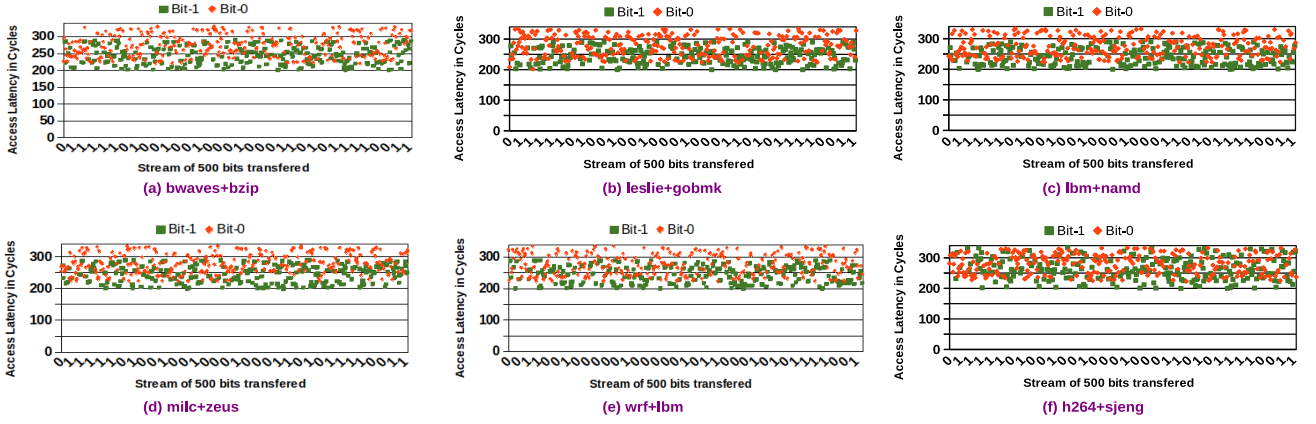 Bit-1 Bit-0
Access Latency in Cycles
300
250
200
150
100
50
0
Stream of 500 bits transfered
(a) bwaves+bzip
Bit-1 Bit-0
Access Latency in Cycles
300
200
100
0
Stream of 500 bits transfered
(b) leslie+gobmk
Bit-1 Bit-0
Access Latency in Cycles
300
200
100
0
Stream of 500 bits transfered
(c) lbm+namd
Bit-1 Bit-0
Access Latency in Cycles
300
200
100
0
Stream of 500 bits transfered
(d) milc+zeus
Bit-1 Bit-0
Access Latency in Cycles
300
200
100
0
Stream of 500 bits transfered
(e) wrf+lbm
Bit-1 Bit-0
Access Latency in Cycles
300
200
100
0
Stream of 500 bits transfered
(f) h264+sjeng